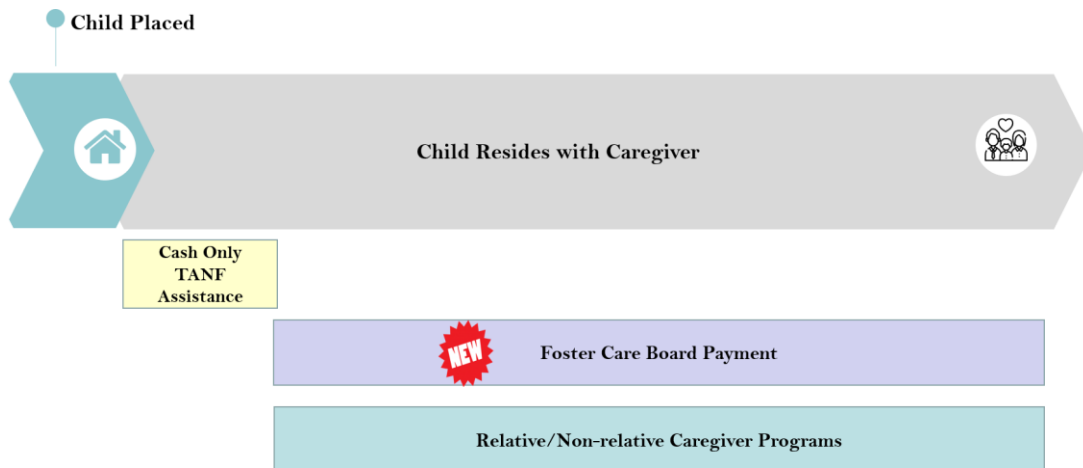 Child Placed
Child Resides with Caregiver
Cash Only
TANF
Assistance
NEW
Foster Care Board Payment
Relative/Non-relative Caregiver Programs